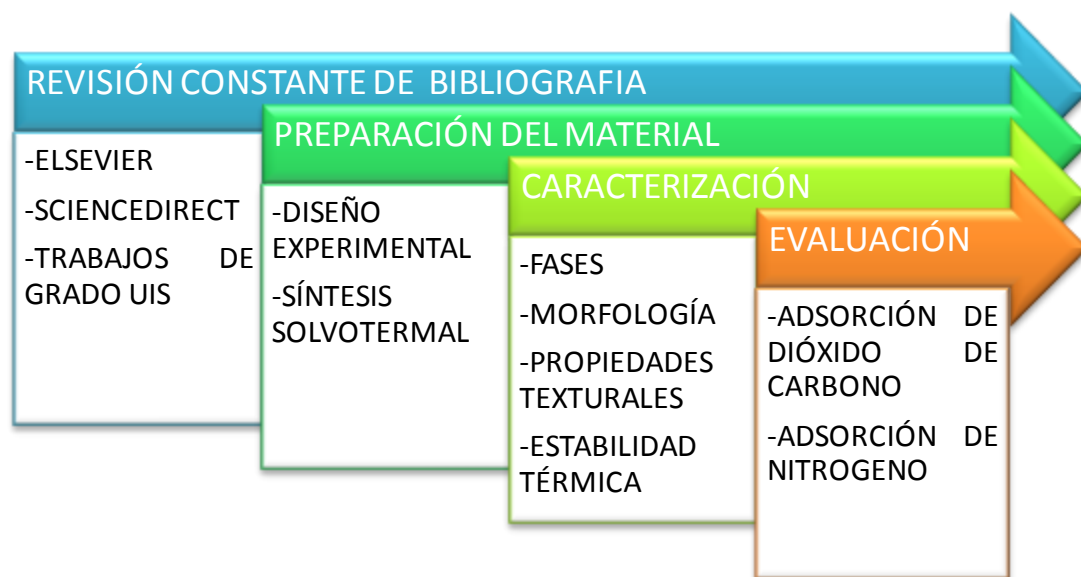 REVISIÓN CONSTANTE DE BIBLIOGRAFIA
-ELSEVIER
-SCIENCEDIRECT
-TRABAJOS DE
GRADO UIS
PREPARACIÓN DEL MATERIAL
-DISEÑO
EXPERIMENTAL
-SÍNTESIS
SOLVOTERMAL
CARACTERIZACIÓN
-FASES
-MORFOLOGÍA
-PROPIEDADES
TEXTURALES
-ESTABILIDAD
TÉRMICA
EVALUACIÓN
-ADSORCIÓN DE
DIÓXIDO DE
CARBONO
-ADSORCIÓN DE
NITROGENO